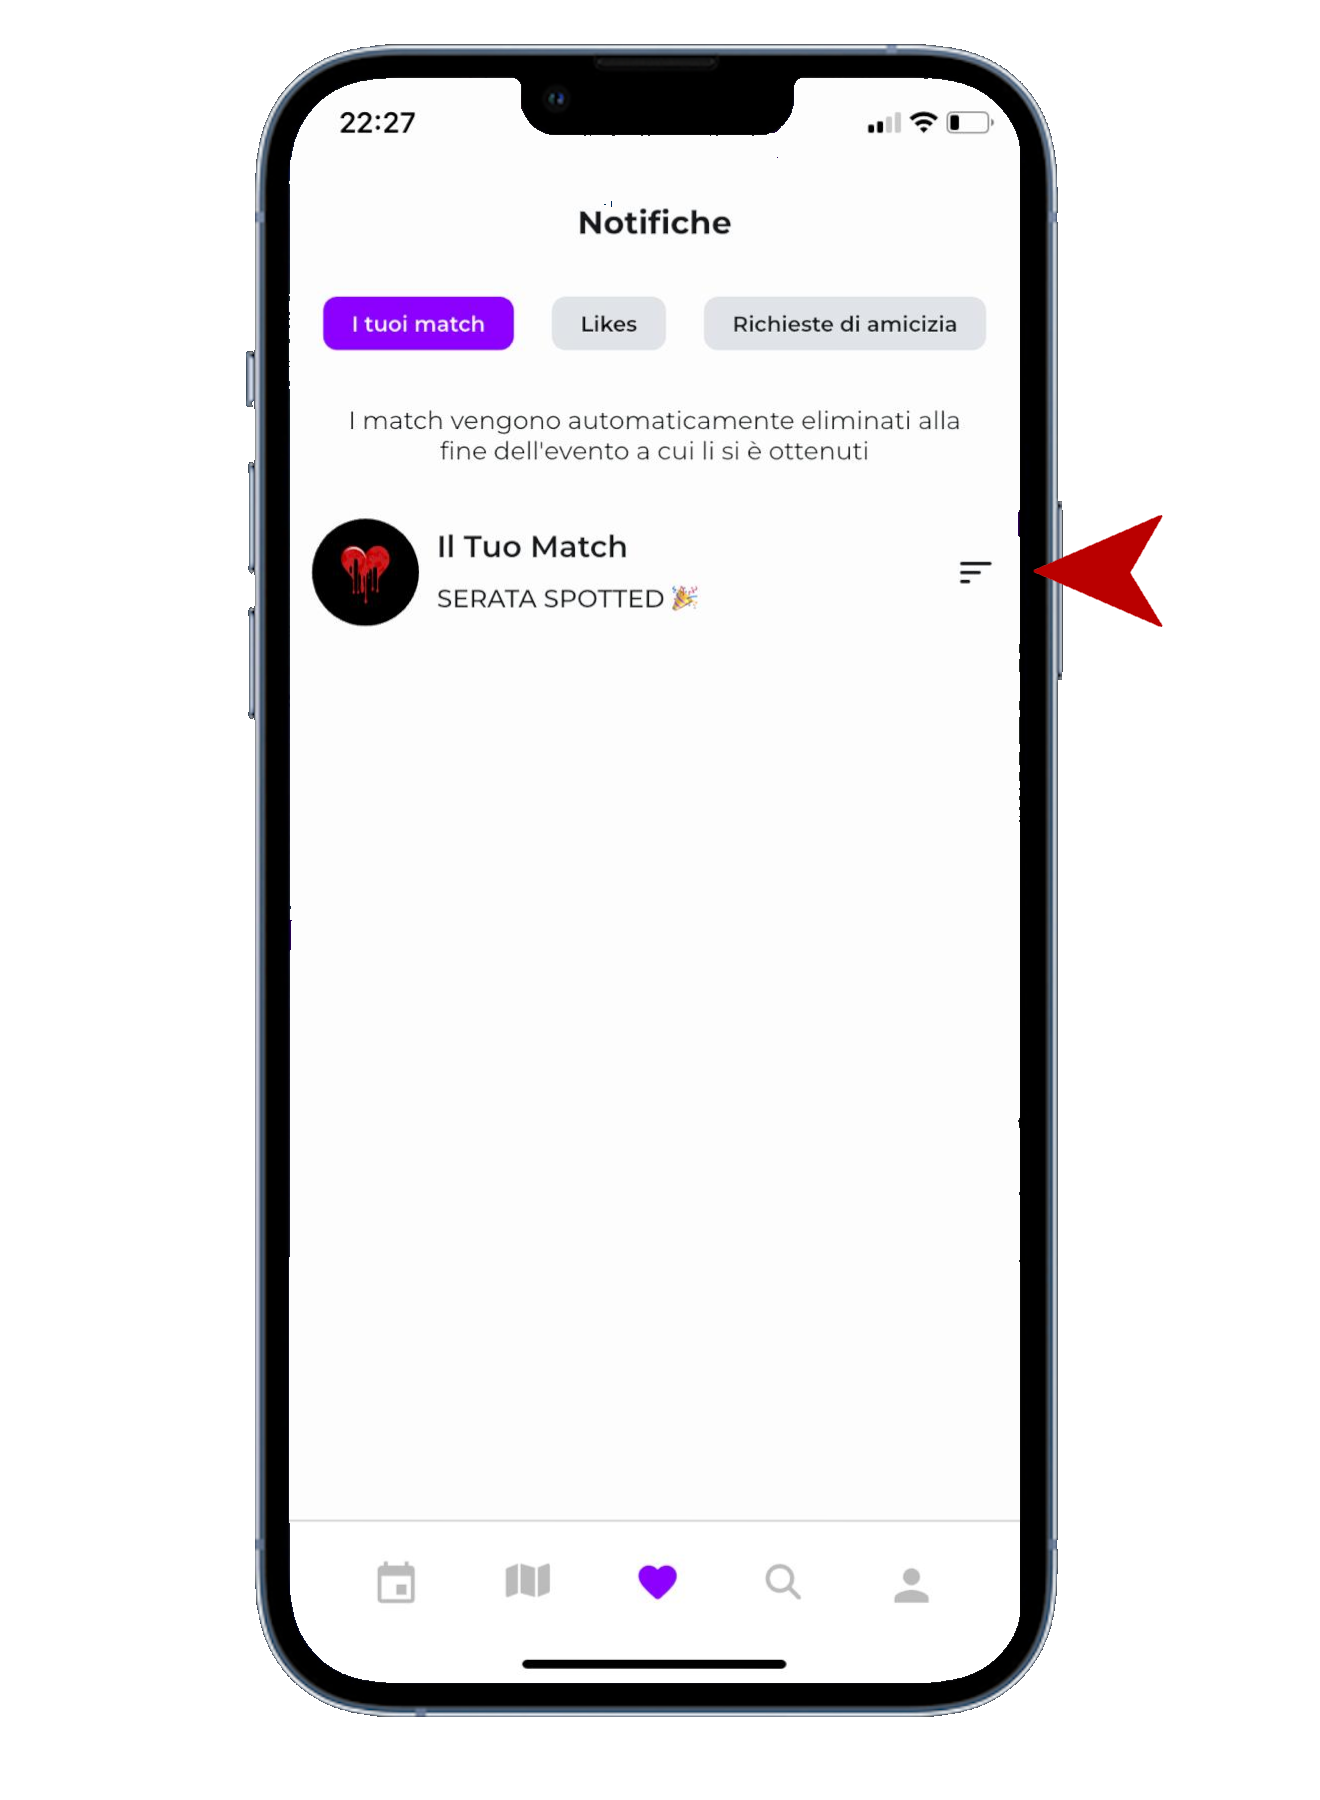 22:27
Notifiche
I tuoi match
Likes
Richieste di amicizia
I match vengono automaticamente eliminati alla
fine dell'evento a cui li si è ottenuti
Il Tuo Match
SERATA SPOTTED 🎉